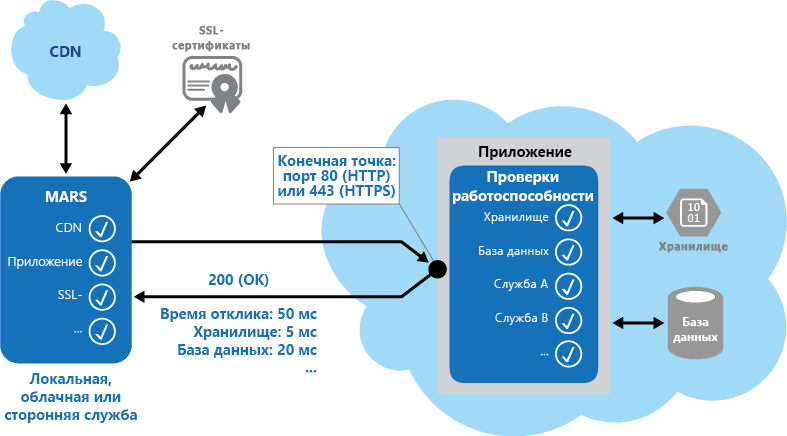 CDN
SSL-
сертификаты
MARS
CDN
Приложение
SSL-
...
Локальная,
облачная или
сторонняя служба
200 (OK)
Время отклика: 50 мс
Хранилище: 5 мс
База данных: 20 мс
...
Конечная точка:
порт 80 (HTTP)
или 443 (HTTPS)
Приложение
Проверки
работоспособности
Хранилище
База данных
Служба A
Служба B
...
10
01
Хранилище
База
данных